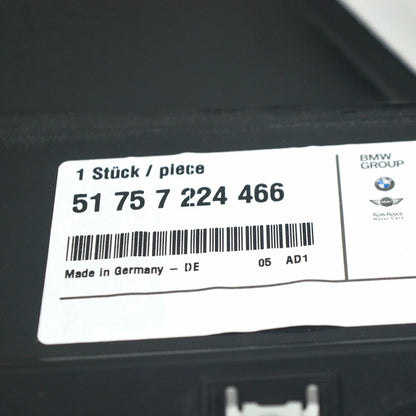 1 Stück / piece
51 75 7 224 466
Made in Germany – DE 05 AD1
BMW
GROUP
Rolls-Royce
Motor Cars